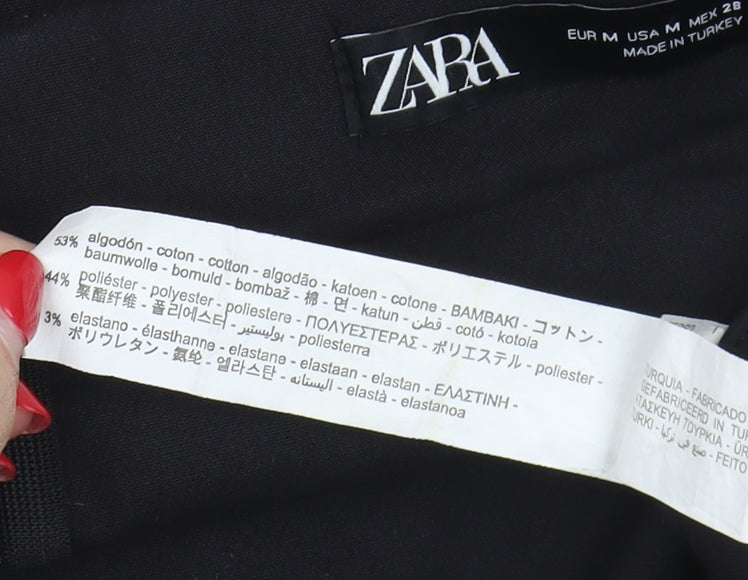 ZARA
EUR M USA M MEX 28
MADE IN TURKEY
53% algodón - coton - cotton - algodão - katoen - cotone - BAMBAKI - コットン -
baumwolle - bomuld - bombaž - 棉 - 면 - katun - قطن - cotó - kotoia
44% poliéster - polyester - poliestere - ΠΟΛΥΕΣΤΕΡΑΣ - ポリエステル - poliester -
聚酯纤维 - 폴리에스터 - بوليستير - poliesterra
3% elastano - élasthanne - elastane - elastaan - elastan - ΕΛΑΣΤΙΝΗ -
ポリウレタン - 氨纶 - 엘라스탄 - اليستانه - elastà - elastanoa
TURQUIA - FABRICADO
GEFABRICEERD IN TUR
ΚΑΤΑΣΚΕΥΗ ΤΟΥΡΚΙΑ - ÜR
TURKI - صنع في تركيا - FEITO